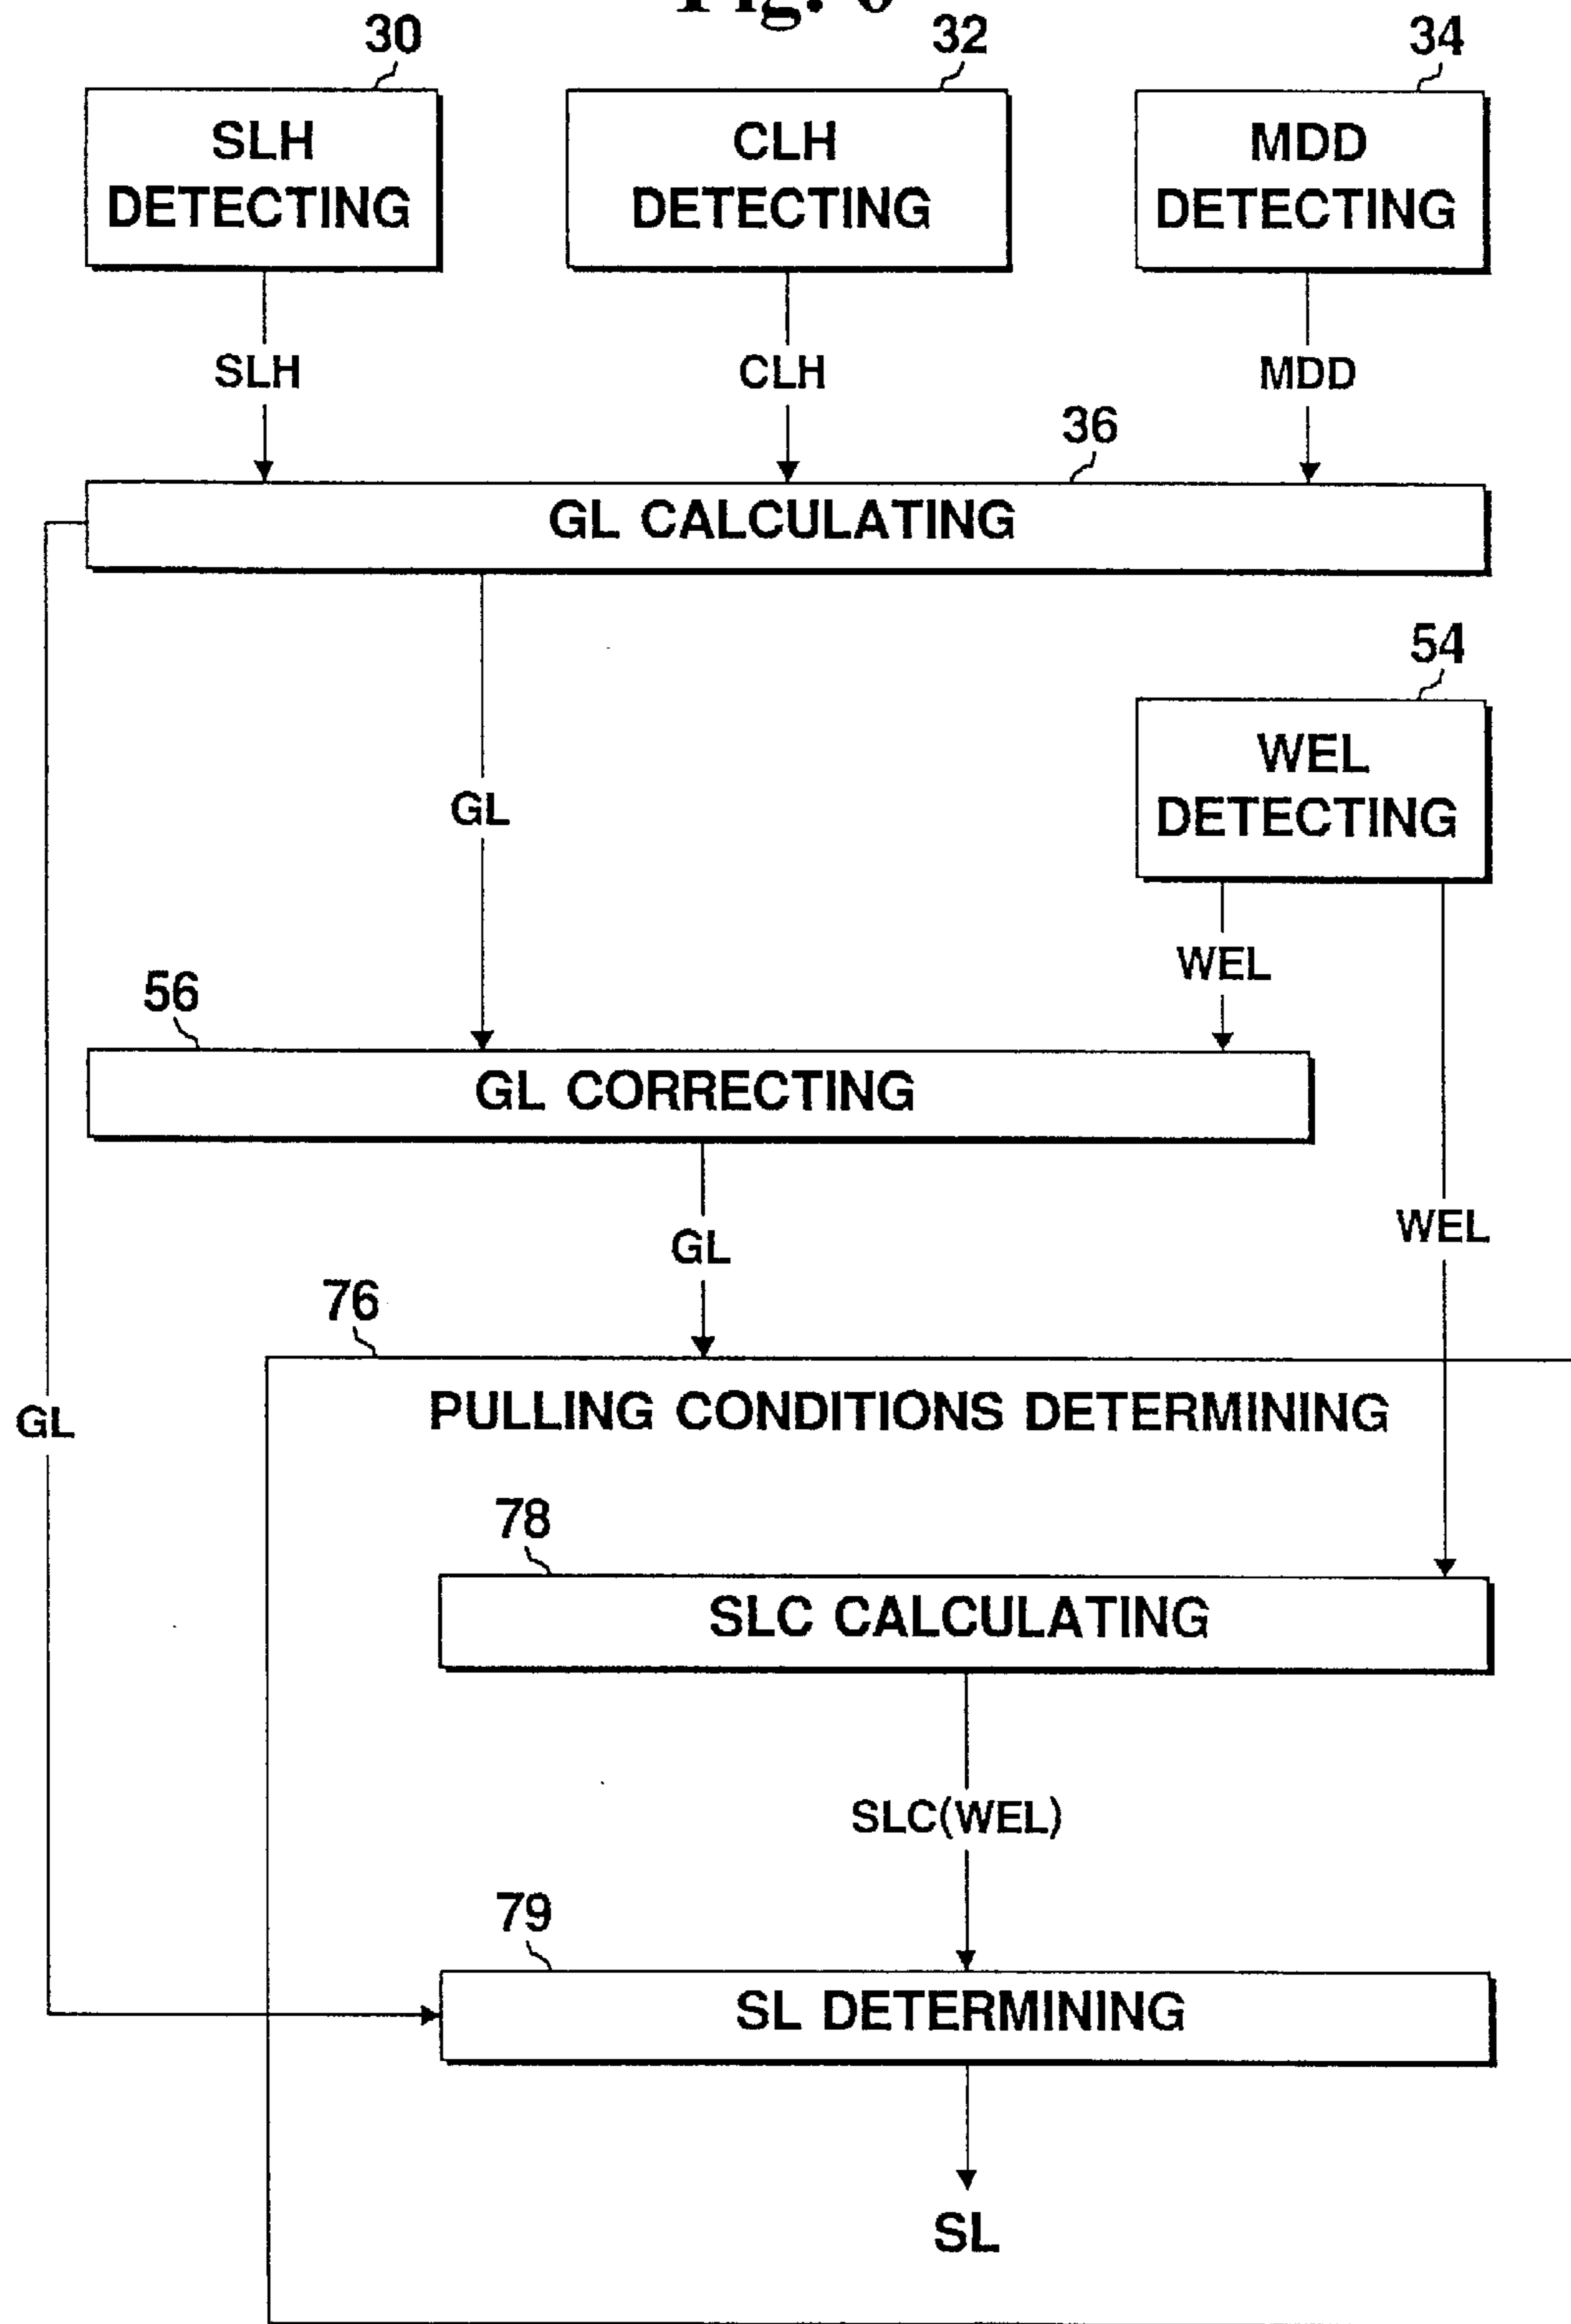 30
32
34
SLH
DETECTING
CLH
DETECTING
MDD
DETECTING
SLH
CLH
MDD
36
GL CALCULATING
54
WEL
DETECTING
GL
WEL
56
GL CORRECTING
WEL
GL
76
PULLING CONDITIONS DETERMINING
GL
78
SLC CALCULATING
SLC(WEL)
79
SL DETERMINING
SL